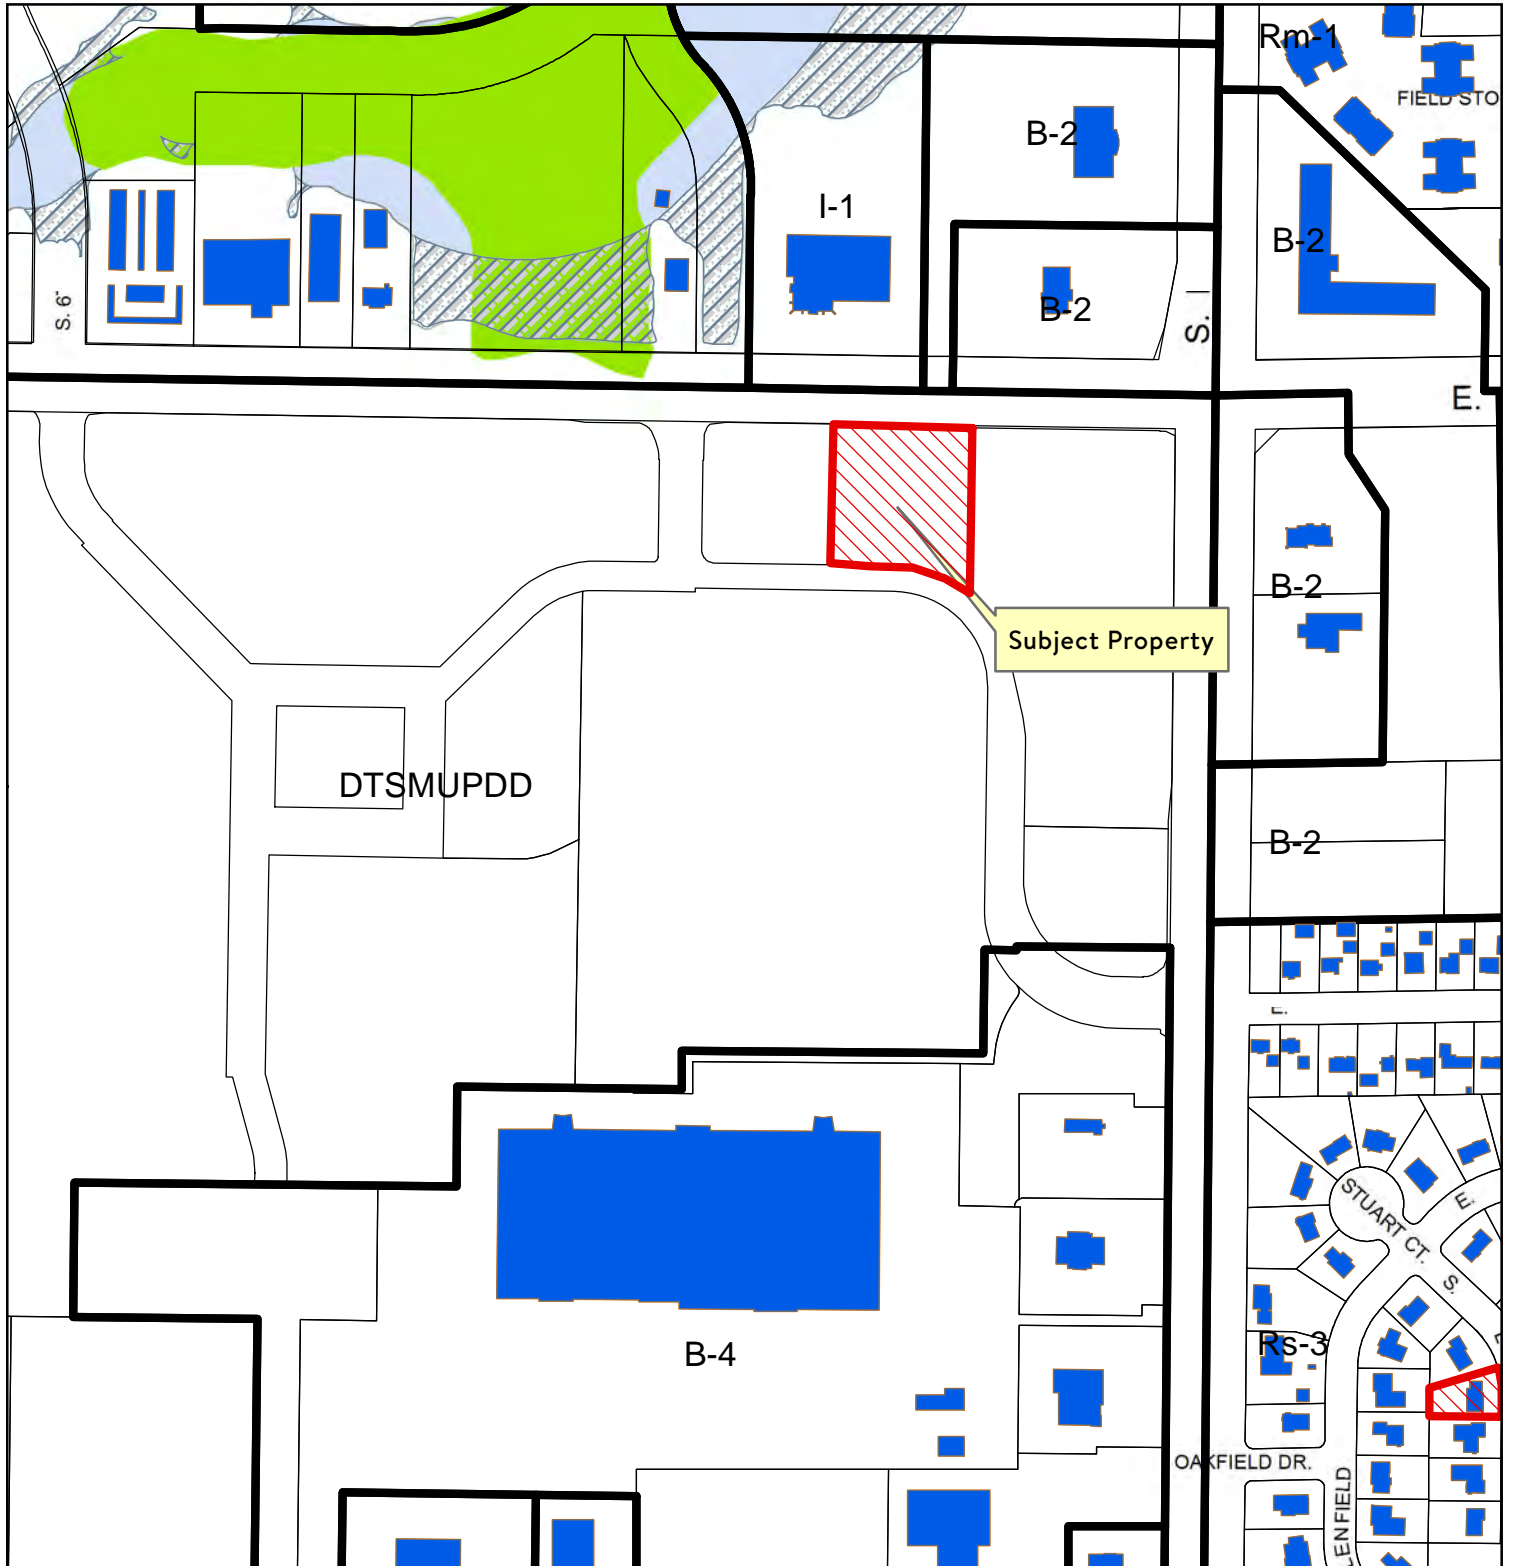 Rm-1
FIELD STO
B-2
I-1
B-2
B-2
S. 6
S. I
E.
B-2
Subject Property
DTSMUPDD
B-2
E.
STUART CT.
E.
S.
B-4
Rs-3
OAKFIELD DR.
LENFIELD